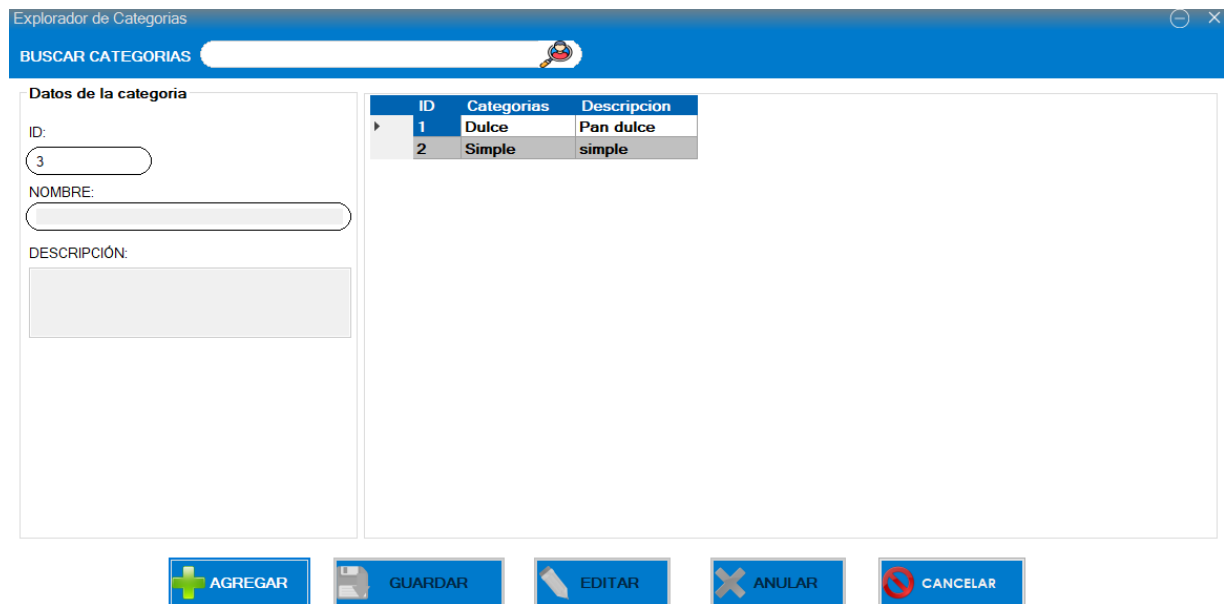 Explorador de Categorias
BUSCAR CATEGORIAS
Datos de la categoria
ID:
3
NOMBRE:
DESCRIPCIÓN:
ID Categorias Descripcion
1 Dulce Pan dulce
2 Simple simple
AGREGAR GUARDAR EDITAR ANULAR CANCELAR